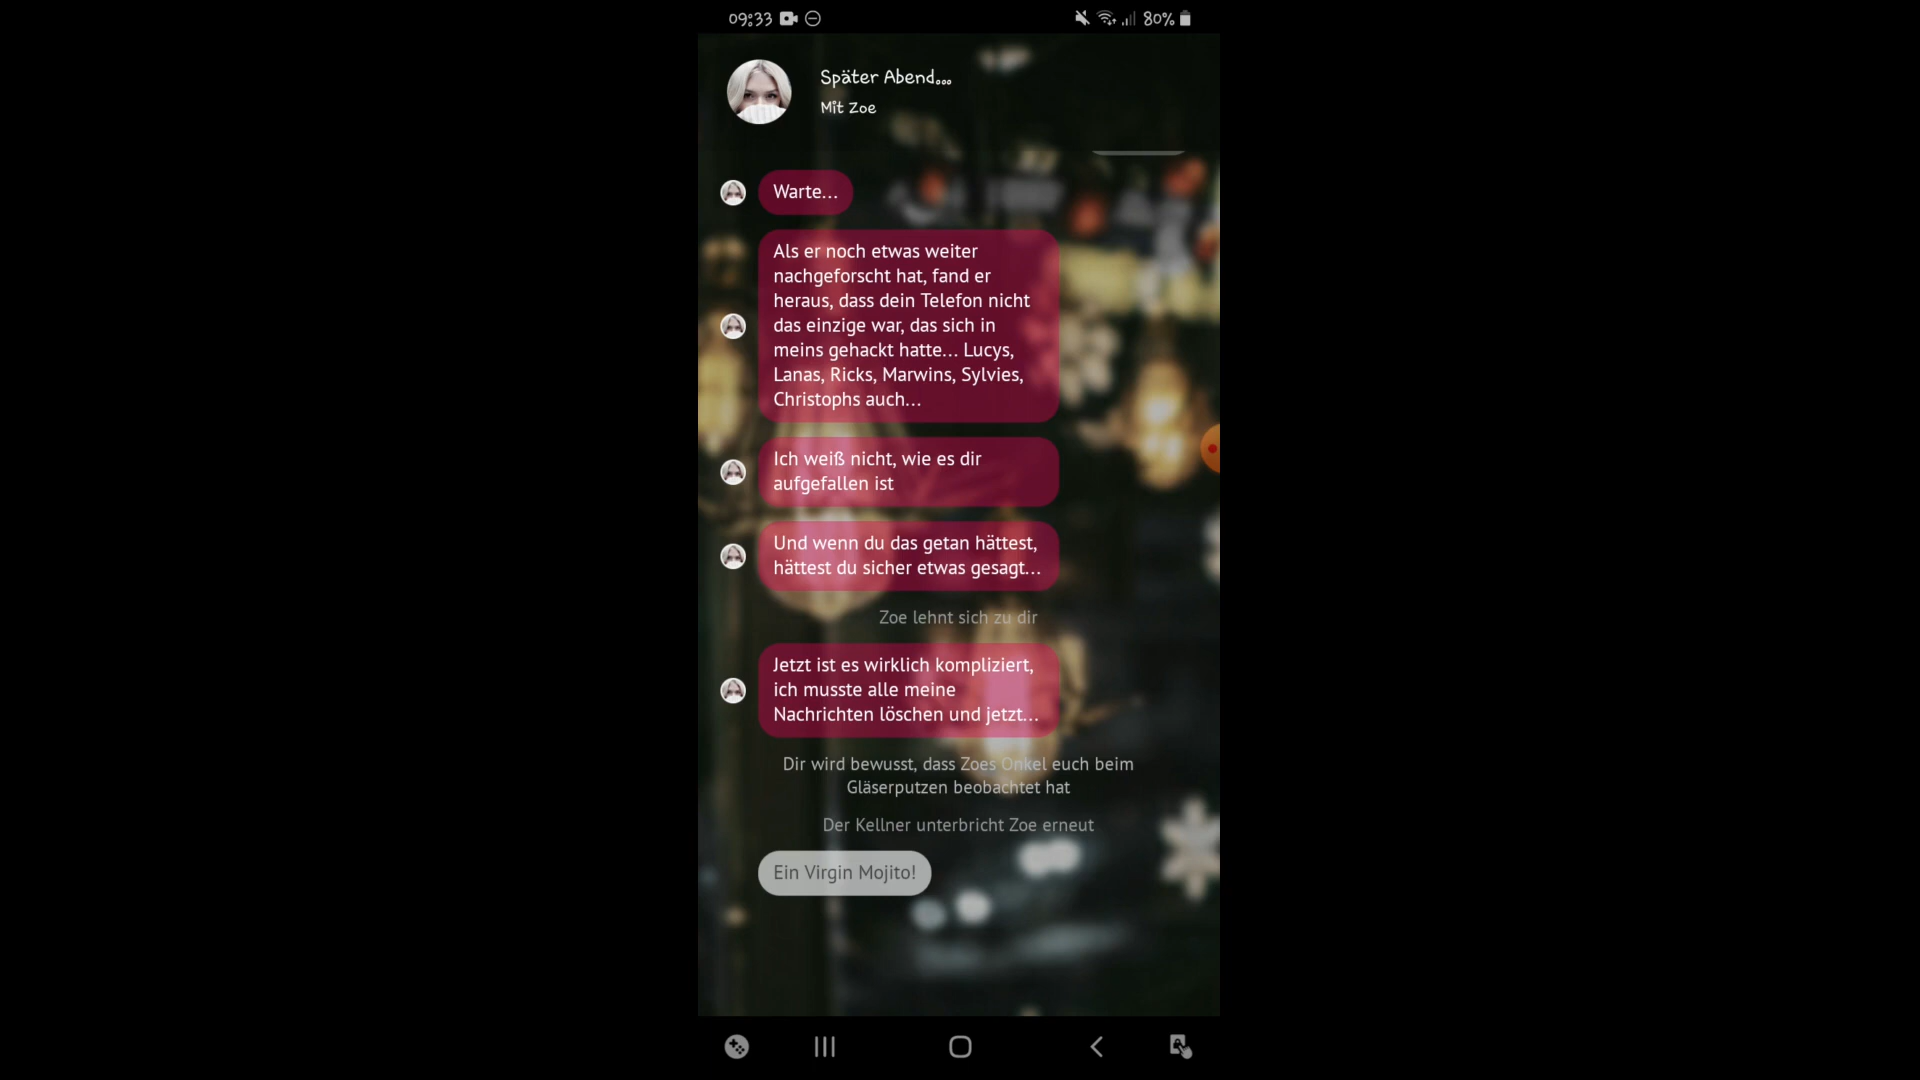 09:33
80%
Später Abend...
Mit Zoe
Warte...
Als er noch etwas weiter
nachgeforscht hat, fand er
heraus, dass dein Telefon nicht
das einzige war, das sich in
meins gehackt hatte... Lucys,
Lanas, Ricks, Marwins, Sylvies,
Christophs auch...
Ich weiß nicht, wie es dir
aufgefallen ist
Und wenn du das getan hättest,
hättest du sicher etwas gesagt...
Zoe lehnt sich zu dir
Jetzt ist es wirklich kompliziert,
ich musste alle meine
Nachrichten löschen und jetzt...
Dir wird bewusst, dass Zoes Onkel euch beim
Gläserputzen beobachtet hat
Der Kellner unterbricht Zoe erneut
Ein Virgin Mojito!